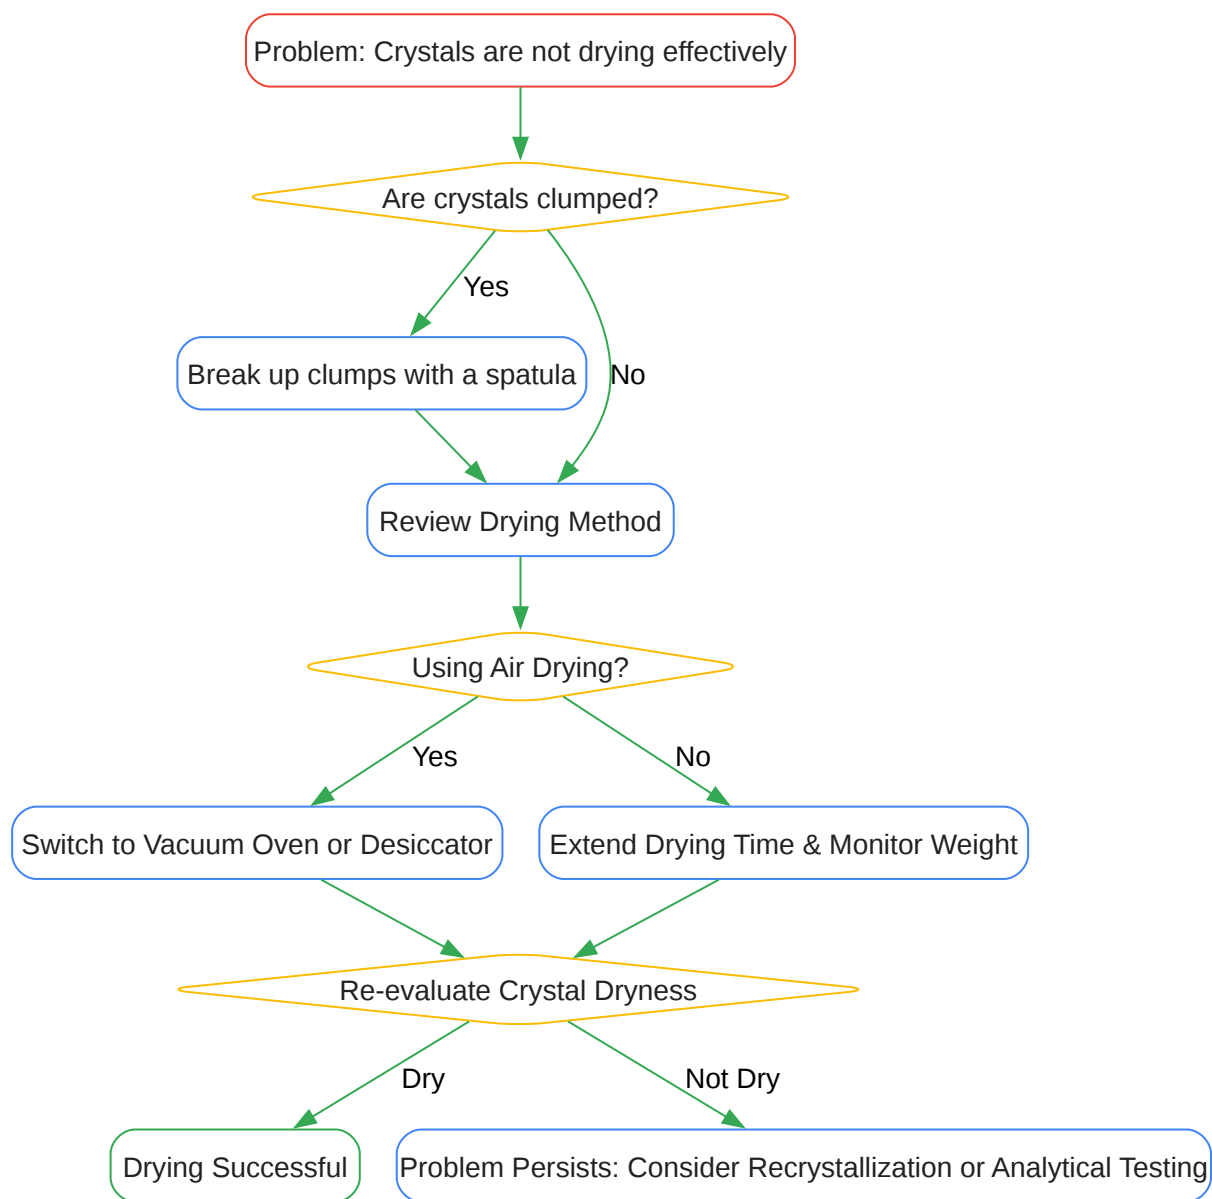 Problem: Crystals are not drying effectively
Are crystals clumped?
Yes
Break up clumps with a spatula
No
Review Drying Method
Using Air Drying?
Yes
No
Switch to Vacuum Oven or Desiccator
Extend Drying Time & Monitor Weight
Re-evaluate Crystal Dryness
Dry
Not Dry
Drying Successful
Problem Persists: Consider Recrystallization or Analytical Testing